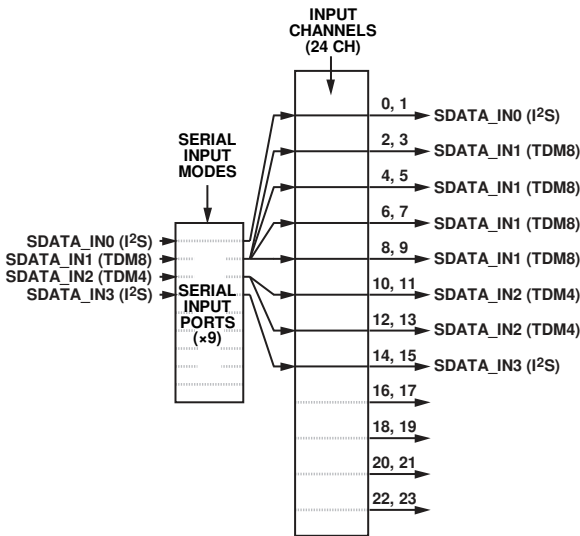 INPUT
CHANNELS
(24 CH)
SERIAL
INPUT
MODES
SDATA_IN0 (I²S)
SDATA_IN1 (TDM8)
SDATA_IN2 (TDM4)
SDATA_IN3 (I²S)
SERIAL
INPUT
PORTS
(×9)
0, 1 SDATA_IN0 (I²S)
2, 3 SDATA_IN1 (TDM8)
4, 5 SDATA_IN1 (TDM8)
6, 7 SDATA_IN1 (TDM8)
8, 9 SDATA_IN1 (TDM8)
10, 11 SDATA_IN2 (TDM4)
12, 13 SDATA_IN2 (TDM4)
14, 15 SDATA_IN3 (I²S)
16, 17
18, 19
20, 21
22, 23